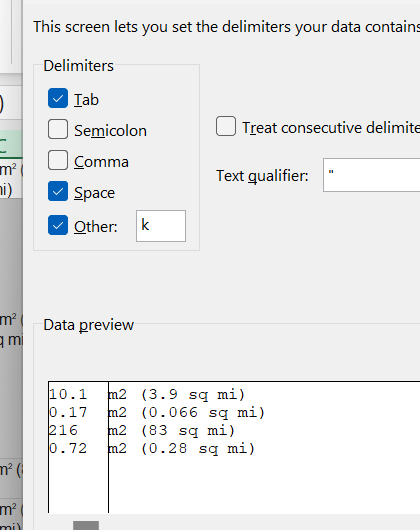 This screen lets you set the delimiters your data contains
Delimiters
Tab
Semicolon
Comma
Space
Other: k
Treat consecutive delimite
Text qualifier: "
Data preview
10.1 m2 (3.9 sq mi)
0.17 m2 (0.066 sq mi)
216 m2 (83 sq mi)
0.72 m2 (0.28 sq mi)
)
C
m² (
ni)
m² (
q mi
m² (
m² (
mi)